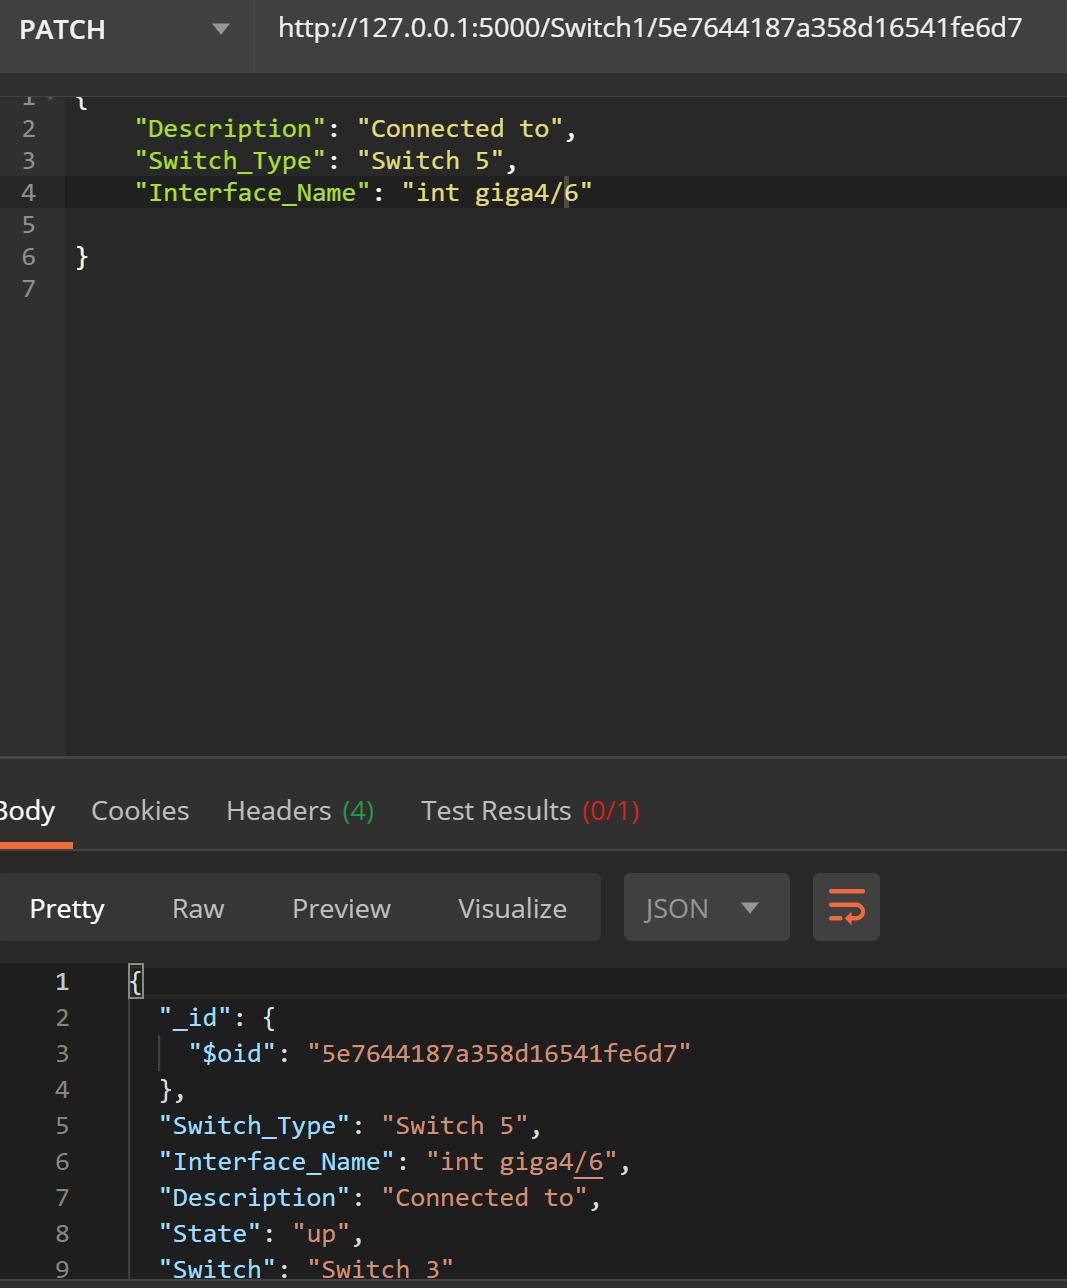 PATCH http://127.0.0.1:5000/Switch1/5e7644187a358d16541fe6d7
1 {
2 "Description": "Connected to",
3 "Switch_Type": "Switch 5",
4 "Interface_Name": "int giga4/6"
5
6 }
7
Body Cookies Headers (4) Test Results (0/1)
Pretty Raw Preview Visualize JSON
1 {
2 "_id": {
3 "$oid": "5e7644187a358d16541fe6d7"
4 },
5 "Switch_Type": "Switch 5",
6 "Interface_Name": "int giga4/6",
7 "Description": "Connected to",
8 "State": "up",
9 "Switch": "Switch 3"